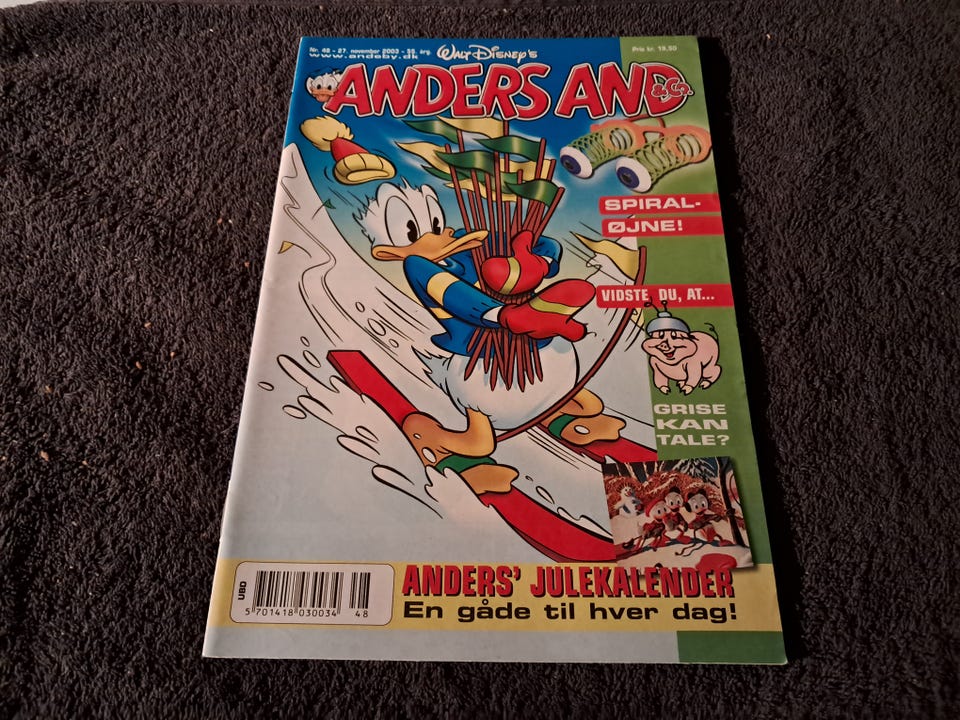 Nr. 48 - 27. november 2003 - 55. årg.
www.andeby.dk
WALT DISNEY'S
Pris kr. 19,50
ANDERS AND
& CO.
SPIRAL-
ØJNE!
VIDSTE DU, AT...
GRISE
KAN
TALE?
ANDERS' JULEKALENDER
En gåde til hver dag!
UBD
5 701418 030034 48